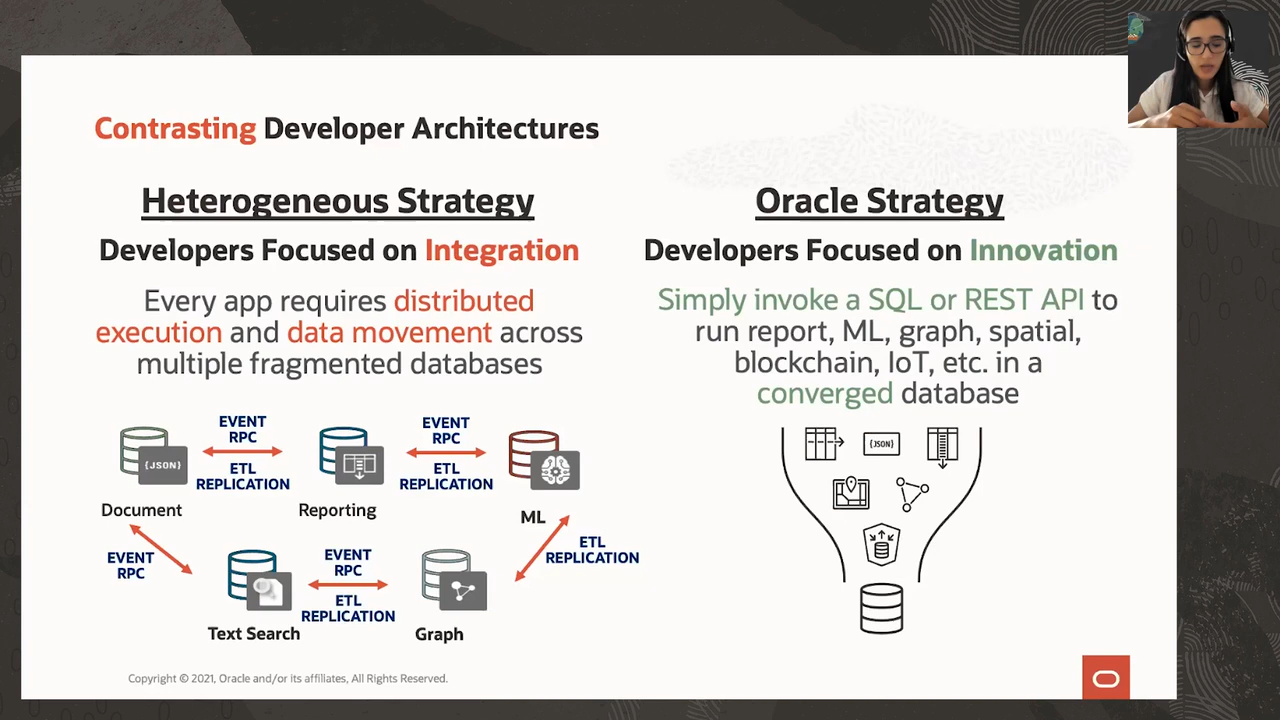 Contrasting Developer Architectures
Heterogeneous Strategy
Developers Focused on Integration
Every app requires distributed
execution and data movement across
multiple fragmented databases
EVENT
RPC
ETL
REPLICATION
EVENT
RPC
ETL
REPLICATION
{JSON}
Document
Reporting
ML
EVENT
RPC
EVENT
RPC
ETL
REPLICATION
ETL
REPLICATION
Text Search
Graph
Oracle Strategy
Developers Focused on Innovation
Simply invoke a SQL or REST API to
run report, ML, graph, spatial,
blockchain, IoT, etc. in a
converged database
{JSON}
Copyright © 2021, Oracle and/or its affiliates, All Rights Reserved.